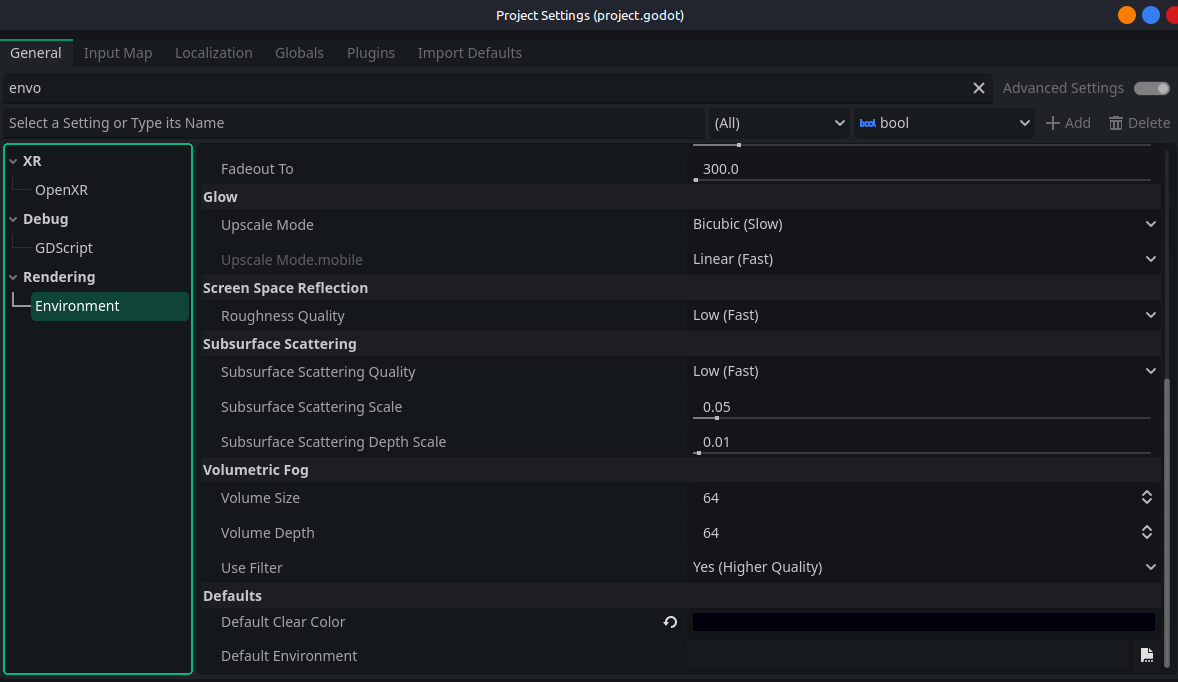 Project Settings (project.godot)
General Input Map Localization Globals Plugins Import Defaults
envo Advanced Settings
Select a Setting or Type its Name (All) bool bool Add Delete
XR
OpenXR
Debug
GDScript
Rendering
Environment
Fadeout To 300.0
Glow
Upscale Mode Bicubic (Slow)
Upscale Mode.mobile Linear (Fast)
Screen Space Reflection
Roughness Quality Low (Fast)
Subsurface Scattering
Subsurface Scattering Quality Low (Fast)
Subsurface Scattering Scale 0.05
Subsurface Scattering Depth Scale 0.01
Volumetric Fog
Volume Size 64
Volume Depth 64
Use Filter Yes (Higher Quality)
Defaults
Default Clear Color
Default Environment